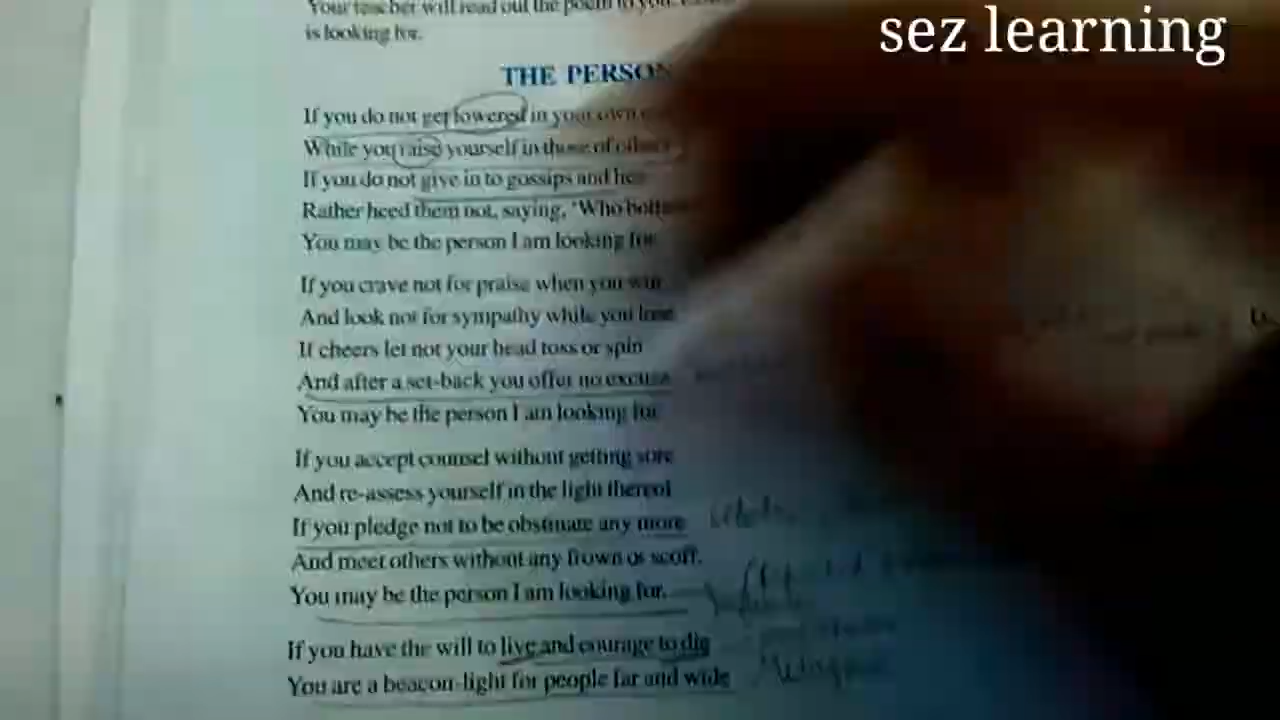 sez learning
Your teacher will read out the poem to you.
is looking for.
THE PERSON
If you do not get lowered in your own
While you raise yourself in those of others
If you do not give in to gossips and
Rather heed them not, saying, 'Who
You may be the person I am looking for
If you crave not for praise when you win
And look not for sympathy while you lose
If cheers let not your head toss or spin
And after a set-back you offer no excuse
You may be the person I am looking for
If you accept counsel without getting sore
And re-assess yourself in the light thereof
If you pledge not to be obstinate any more
And meet others without any frown or scoff.
You may be the person I am looking for.
If you have the will to live and courage to dig
You are a beacon-light for people far and wide